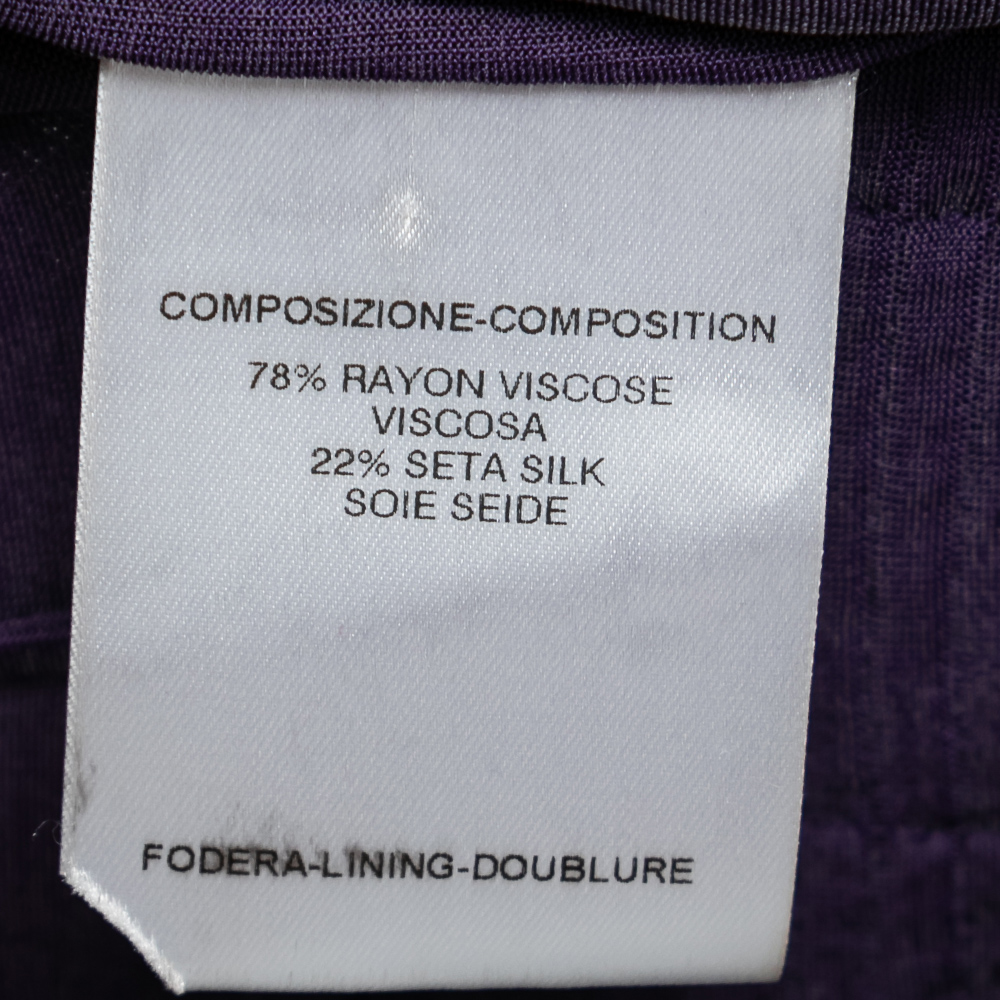 COMPOSIZIONE-COMPOSITION
78% RAYON VISCOSE
VISCOSA
22% SETA SILK
SOIE SEIDE
FODERA-LINING-DOUBLURE